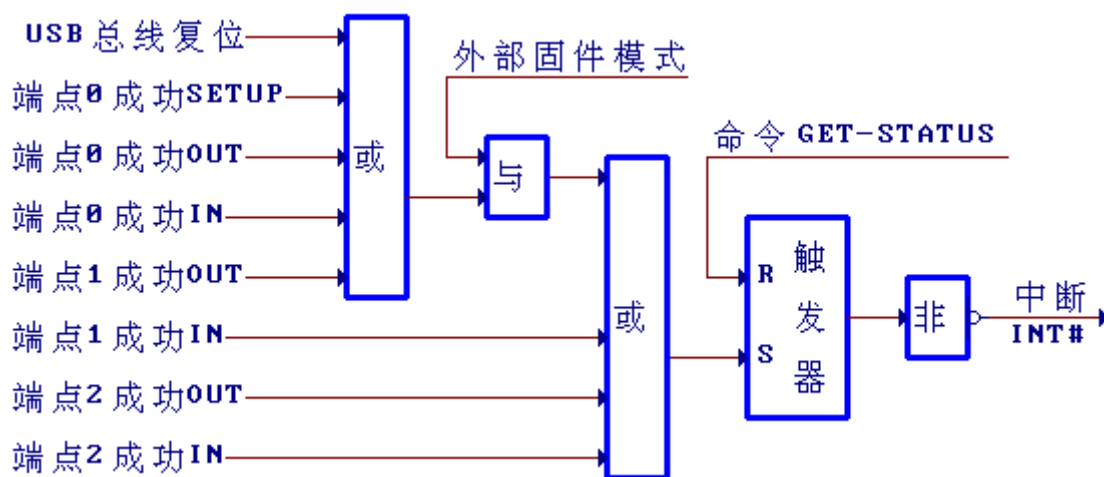 USB总线复位
外部固件模式
端点0成功SETUP
或
命令GET-STATUS
端点0成功OUT
与
端点0成功IN
触发器
R
端点1成功OUT
中断
或
非
INT#
端点1成功IN
S
端点2成功OUT
端点2成功IN